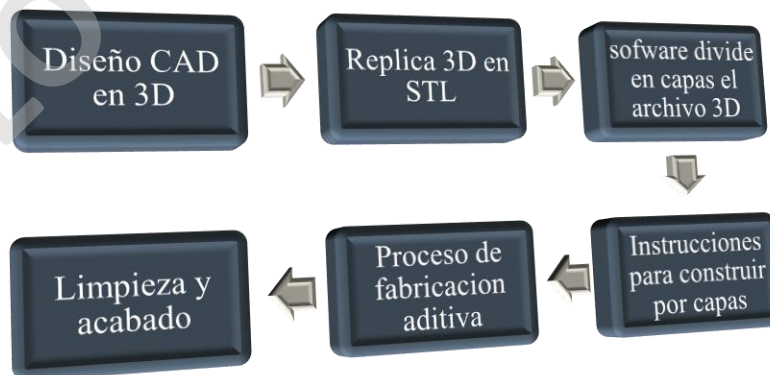 Diseño CAD
en 3D
Replica 3D en
STL
sofware divide
en capas el
archivo 3D
Instrucciones
para construir
por capas
Proceso de
fabricacion
aditiva
Limpieza y
acabado